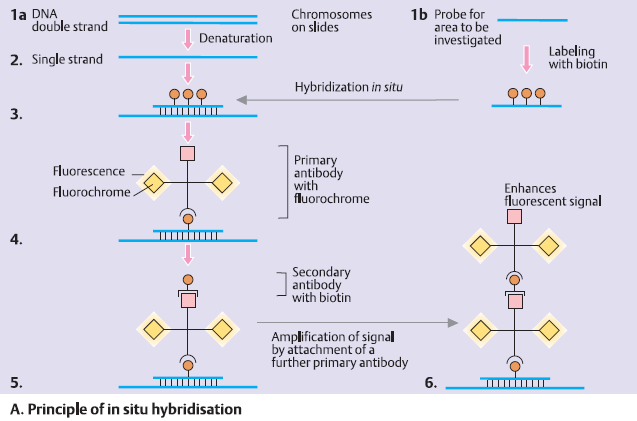 1a DNA
double strand
Chromosomes
on slides
1b Probe for
area to be
investigated
Denaturation
Labeling
with biotin
2. Single strand
Hybridization in situ
3.
Fluorescence
Fluorochrome
Primary
antibody
with
fluorochrome
Enhances
fluorescent signal
4.
Secondary
antibody
with biotin
Amplification of signal
by attachment of a
further primary antibody
5.
6.
A. Principle of in situ hybridisation